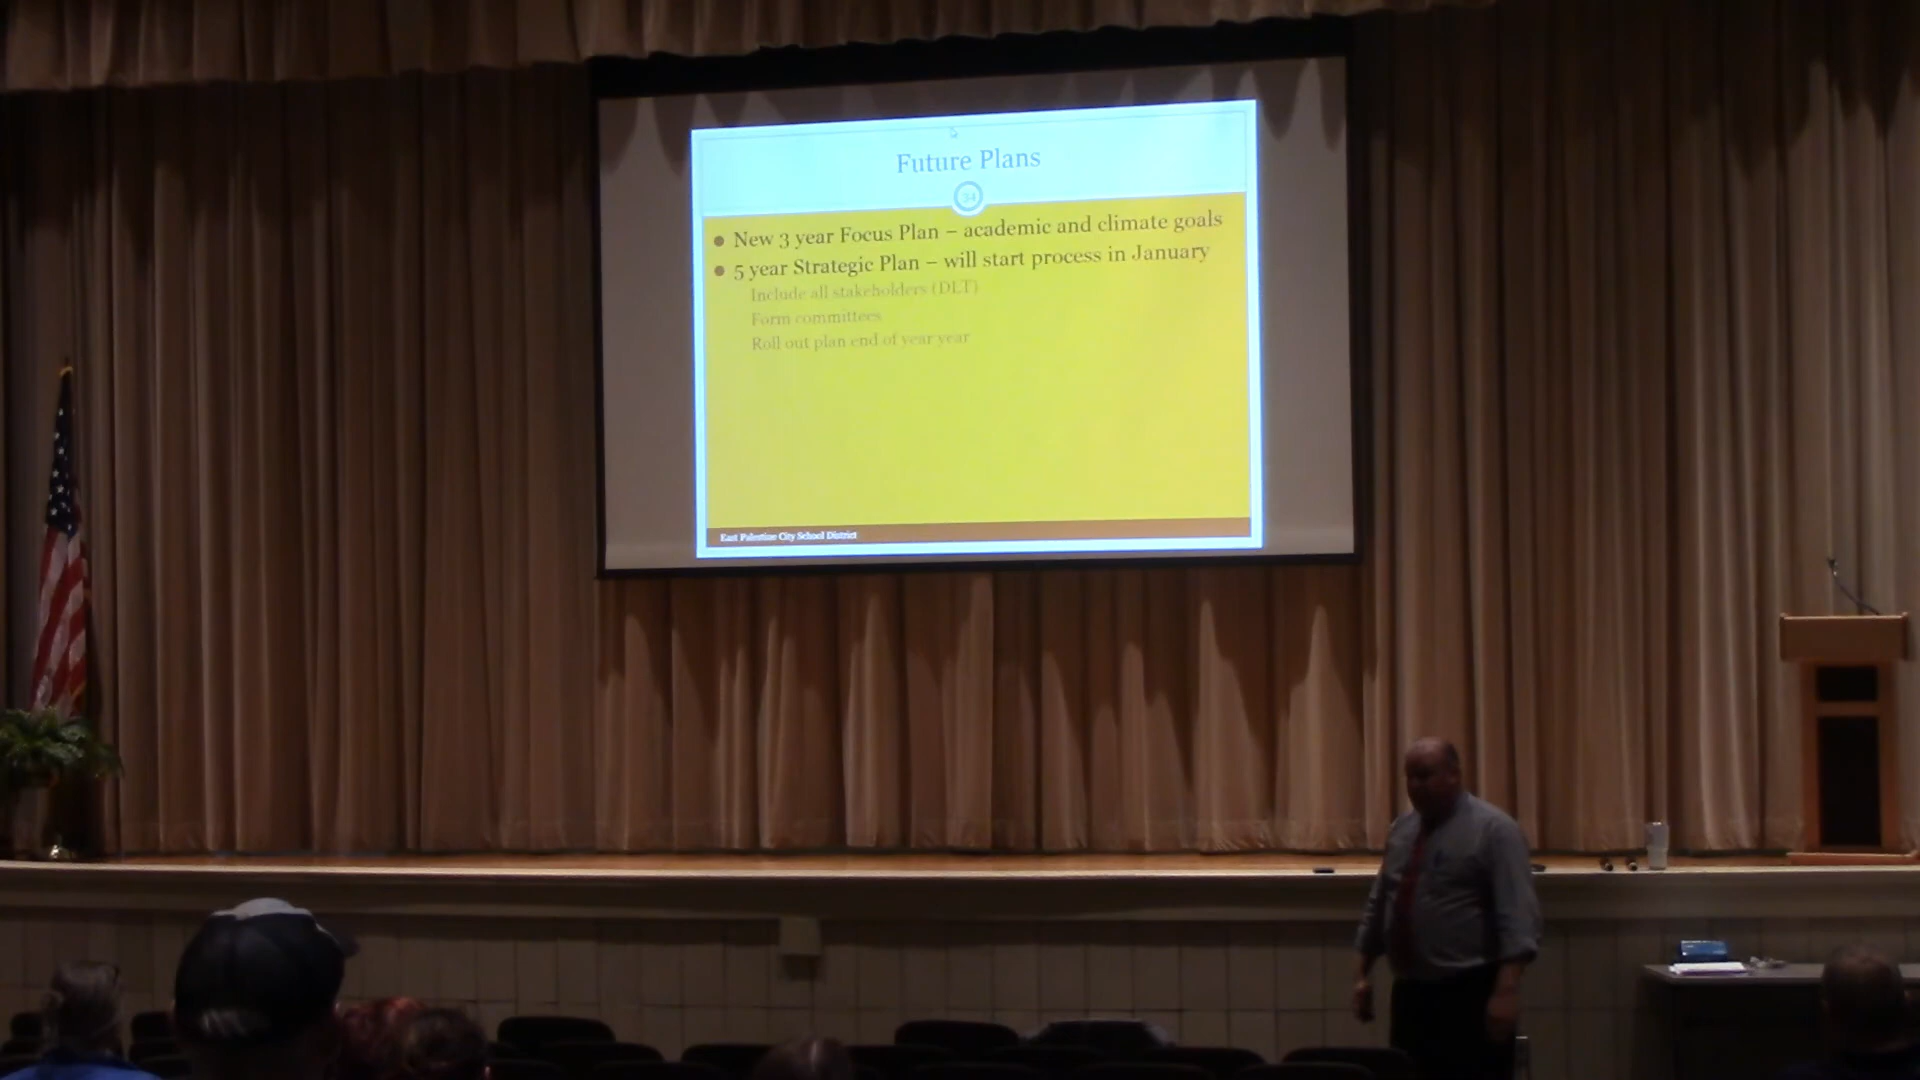 Future Plans
34
New 3 year Focus Plan – academic and climate goals
5 year Strategic Plan – will start process in January
Include all stakeholders (DLT)
Form committees
Roll out plan end of year year
East Palestine City School District